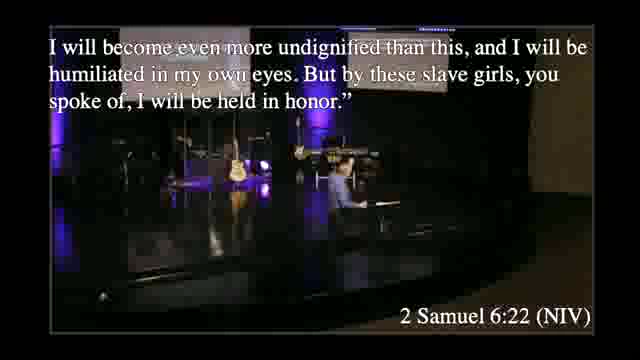 I will become even more undignified than this, and I will be
humiliated in my own eyes. But by these slave girls, you
spoke of, I will be held in honor.”
2 Samuel 6:22 (NIV)